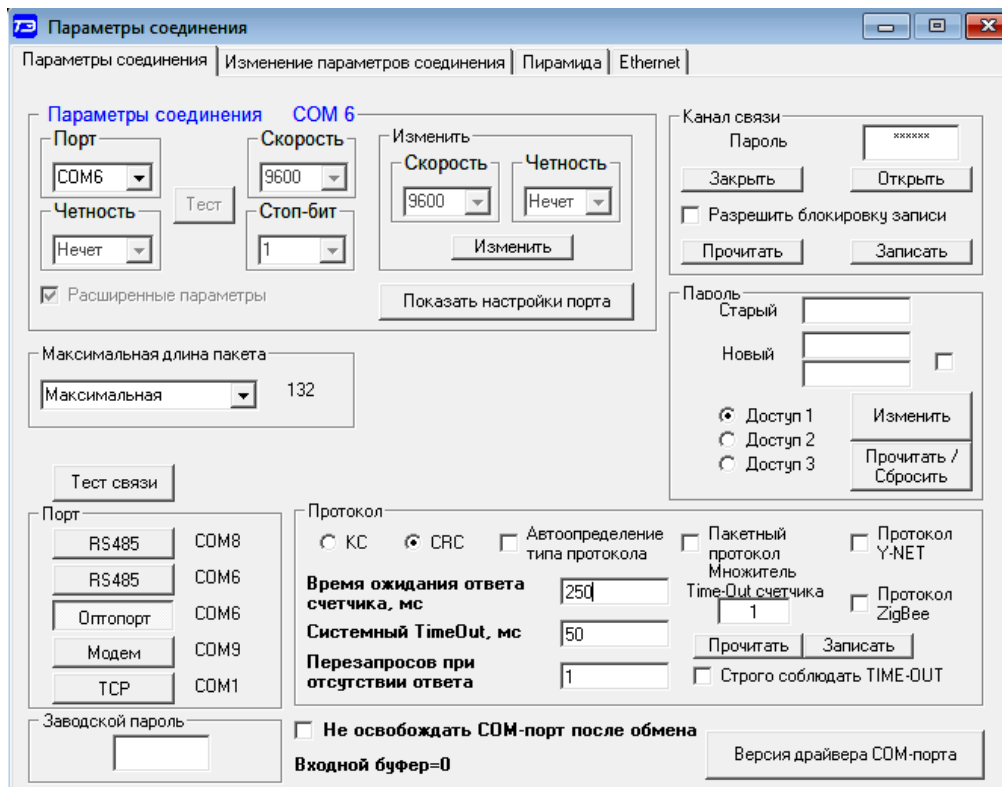 ТЭ Параметры соединения
Параметры соединения Изменение параметров соединения Пирамида Ethernet
Параметры соединения COM 6
Порт
COM6
Четность
Нечет
Тест
Скорость
9600
Стоп-бит
1
Изменить
Скорость
9600
Четность
Нечет
Изменить
Расширенные параметры
Показать настройки порта
Канал связи
Пароль
xxxxxx
Закрыть
Открыть
Разрешить блокировку записи
Прочитать
Записать
Пароль
Старый
Новый
Доступ 1
Доступ 2
Доступ 3
Изменить
Прочитать /
Сбросить
Максимальная длина пакета
Максимальная
132
Тест связи
Порт
RS485 COM8
RS485 COM6
Оптопорт COM6
Модем COM9
TCP COM1
Протокол
КС
CRC
Автоопределение
типа протокола
Пакетный
протокол
Множитель
Time-Out счетчика
1
Протокол
Y-NET
Протокол
ZigBee
Время ожидания ответа
счетчика, мс
250
Системный TimeOut, мс
50
Перезапросов при
отсутствии ответа
1
Прочитать
Записать
Строго соблюдать TIME-OUT
Заводской пароль
Не освобождать COM-порт после обмена
Входной буфер=0
Версия драйвера COM-порта